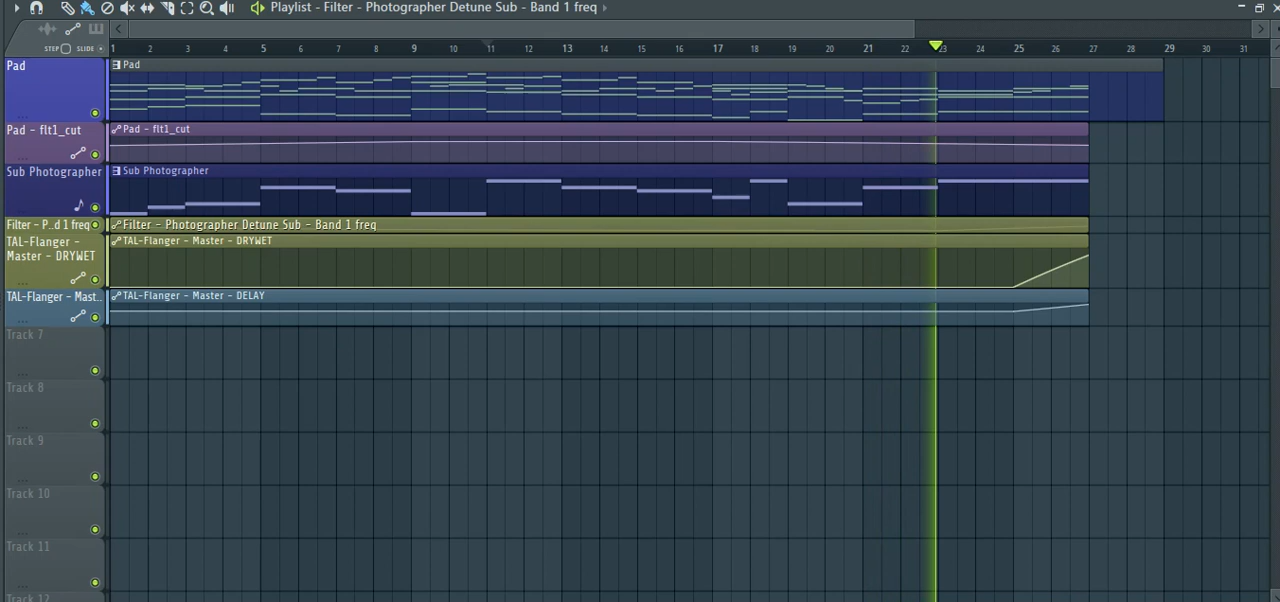 Playlist - Filter - Photographer Detune Sub - Band 1 freq
STEP SLIDE
1 2 3 4 5 6 7 8 9 10 11 12 13 14 15 16 17 18 19 20 21 22 23 24 25 26 27 28 29 30 31
Pad
Pad
Pad - flt1_cut
Pad - flt1_cut
Sub Photographer
Sub Photographer
Filter - P..d 1 freq
Filter - Photographer Detune Sub - Band 1 freq
TAL-Flanger -
Master - DRYWET
TAL-Flanger - Master - DRYWET
TAL-Flanger - Mast..
TAL-Flanger - Master - DELAY
Track 7
Track 8
Track 9
Track 10
Track 11
Track 12